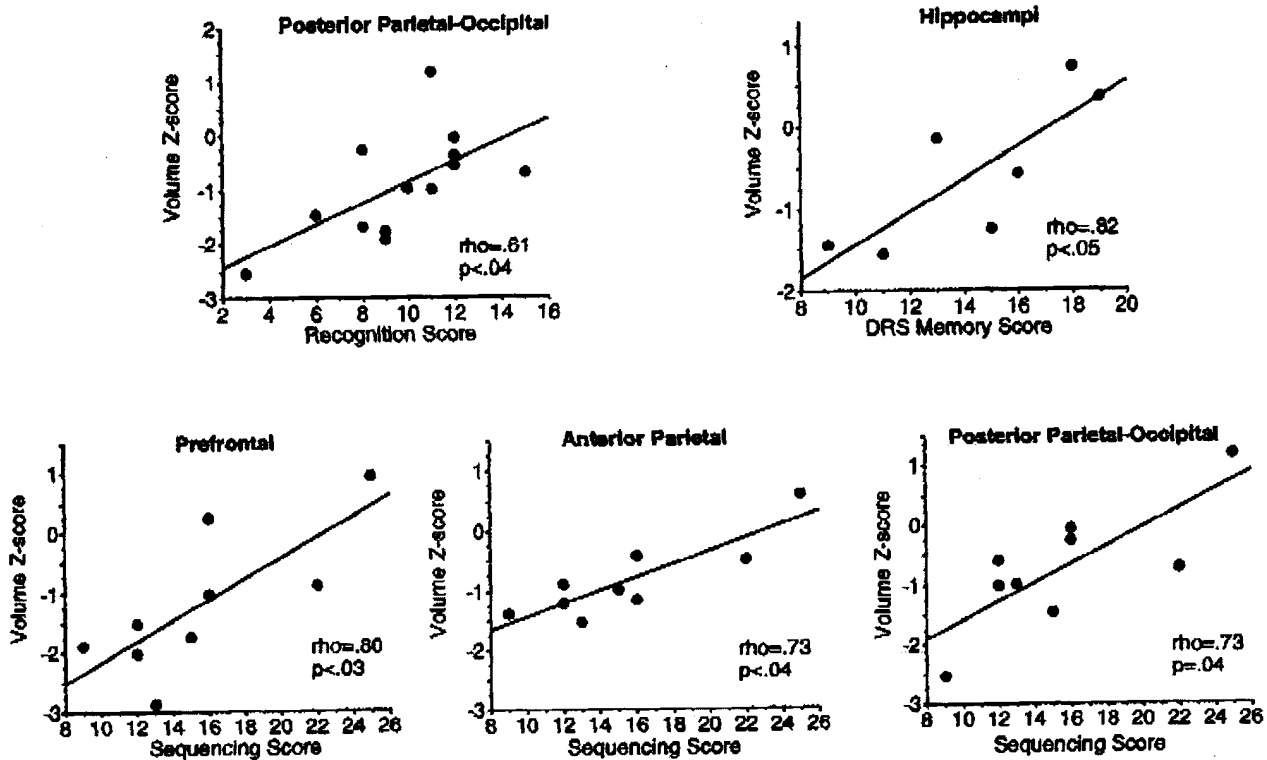 Posterior Parietal-Occipital
Volume Z-score
2
1
0
-1
-2
-3
2 4 6 8 10 12 14 16
Recognition Score
rho=.61
p<.04
Hippocampi
Volume Z-score
1
0
-1
-2
8 10 12 14 16 18 20
DRS Memory Score
rho=.82
p<.05
Prefrontal
Volume Z-score
1
0
-1
-2
-3
8 10 12 14 16 18 20 22 24 26
Sequencing Score
rho=.80
p<.03
Anterior Parietal
Volume Z-score
1
0
-1
-2
-3
8 10 12 14 16 18 20 22 24 26
Sequencing Score
rho=.73
p<.04
Posterior Parietal-Occipital
Volume Z-score
1
0
-1
-2
-3
8 10 12 14 16 18 20 22 24 26
Sequencing Score
rho=.73
p=.04